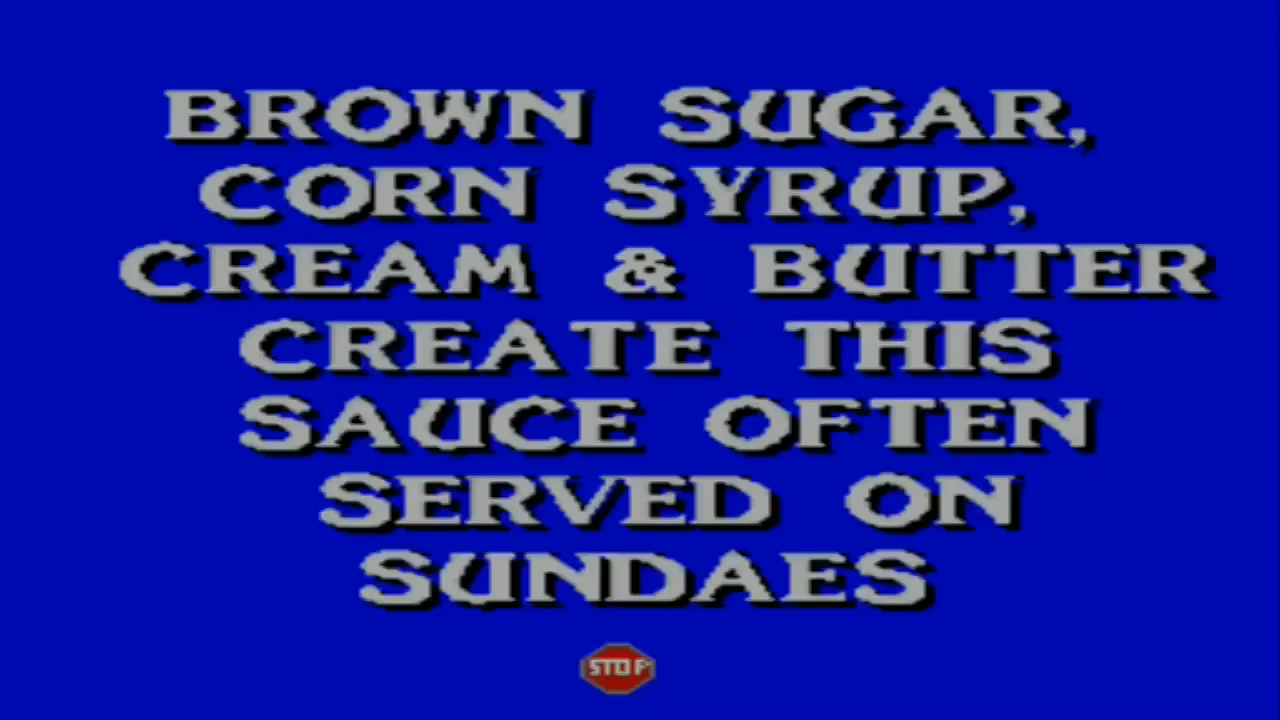 BROWN SUGAR,
CORN SYRUP,
CREAM & BUTTER
CREATE THIS
SAUCE OFTEN
SERVED ON
SUNDAES
STOP